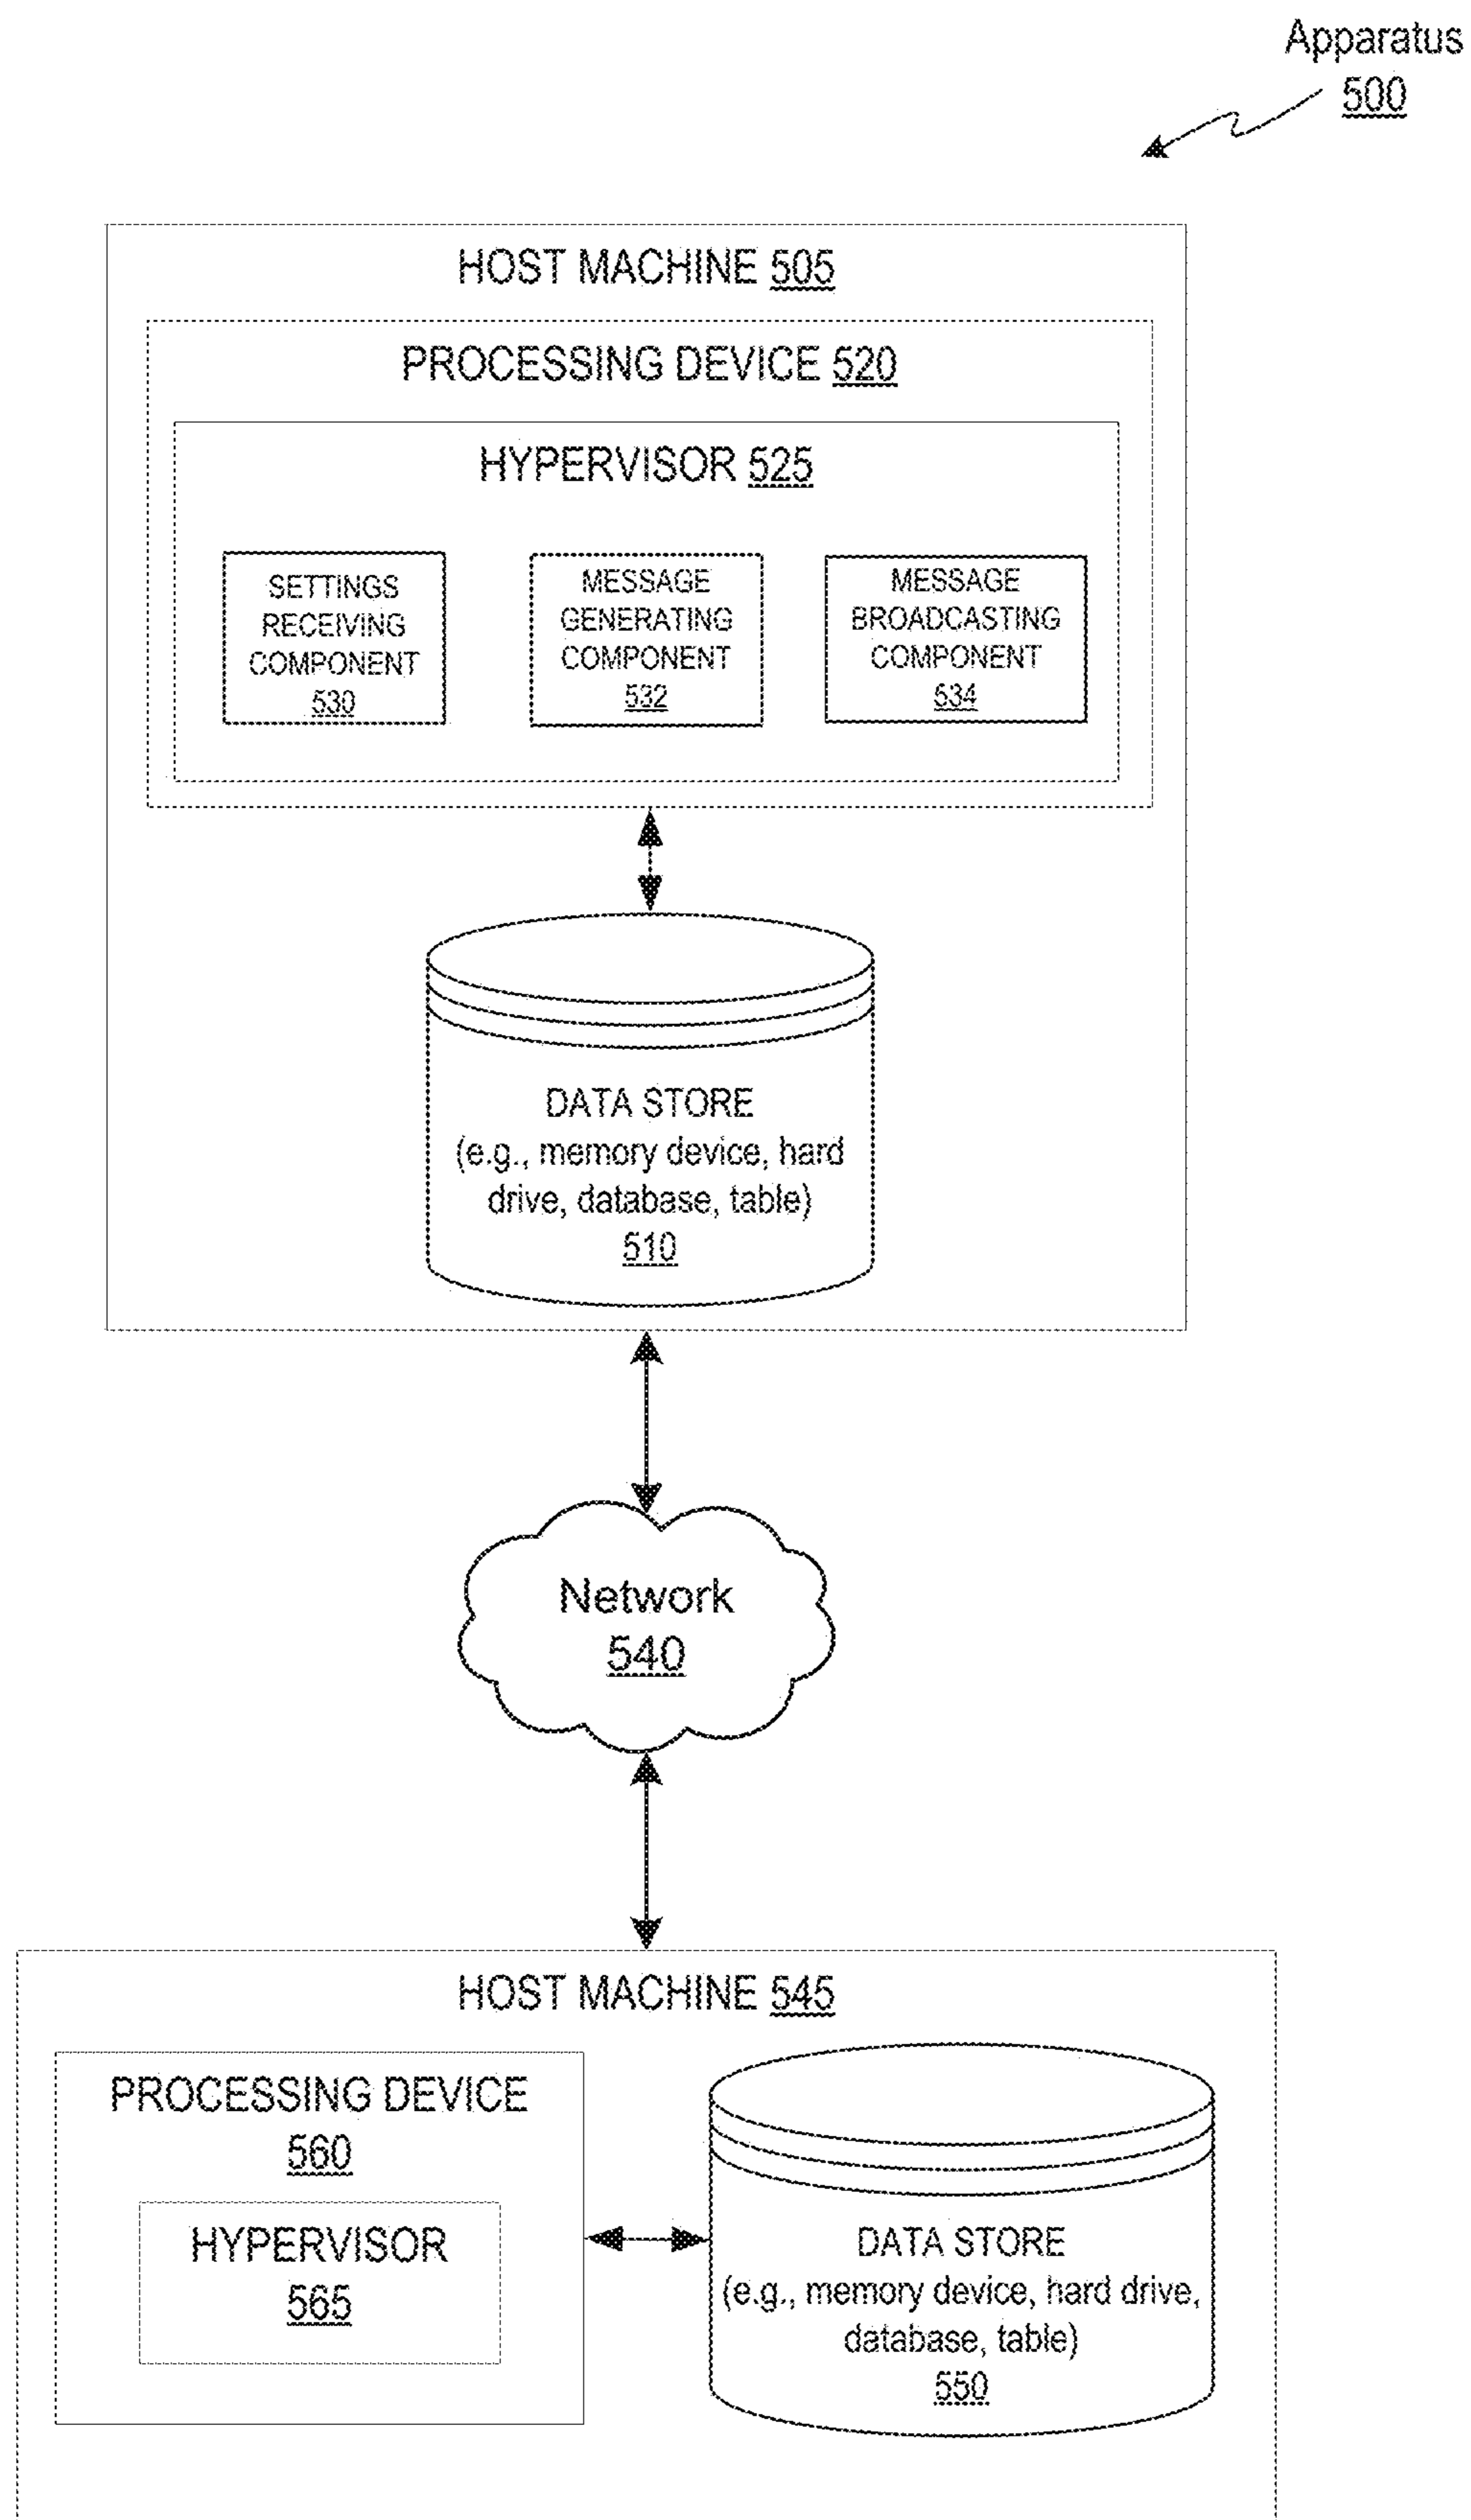 Apparatus
500
HOST MACHINE 505
PROCESSING DEVICE 520
HYPERVISOR 525
SETTINGS
RECEIVING
COMPONENT
530
MESSAGE
GENERATING
COMPONENT
532
MESSAGE
BROADCASTING
COMPONENT
534
DATA STORE
(e.g., memory device, hard
drive, database, table)
510
Network
540
HOST MACHINE 545
PROCESSING DEVICE
560
HYPERVISOR
565
DATA STORE
(e.g., memory device, hard drive,
database, table)
550